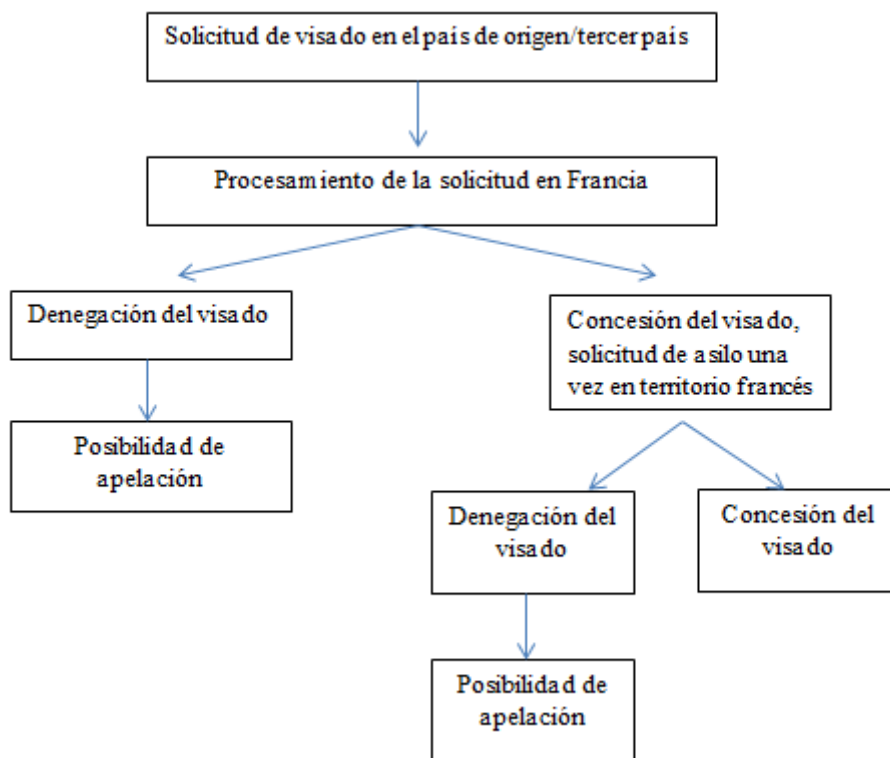 Solicitud de visado en el país de origen/tercer país
Procesamiento de la solicitud en Francia
Denegación del visado
Concesión del visado,
solicitud de asilo una
vez en territorio francés
Posibilidad de
apelación
Denegación del
visado
Concesión del
visado
Posibilidad de
apelación